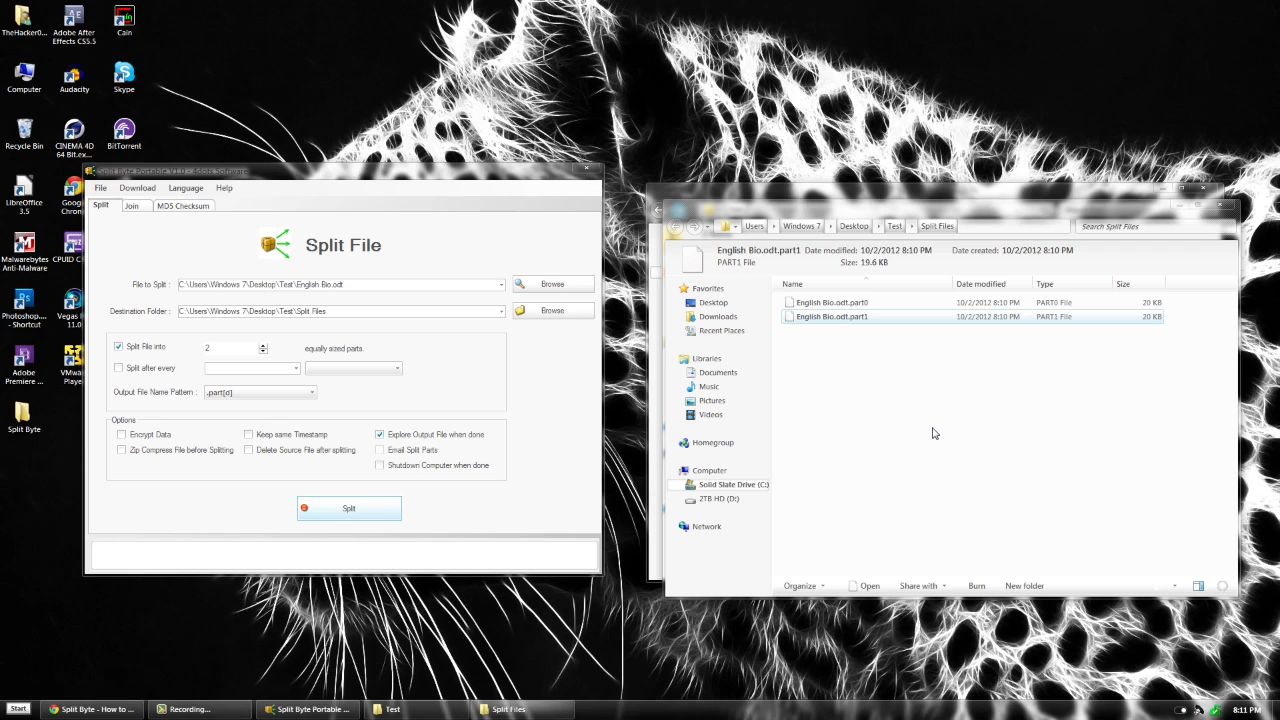 TheHacker0...
Adobe After Effects CS5.5
Cain
Computer
Audacity
Skype
Recycle Bin
CINEMA 4D 64 Bit.ex...
BitTorrent
LibreOffice 3.5
Google Chro
Malwarebytes Anti-Malware
CPUID C
Photoshop.... - Shortcut
Vegas 11.0
Adobe Premiere ...
VMw Playe
Split Byte
Split Byte Portable V1.0 - Adots Software
File Download Language Help
Split Join MD5 Checksum
Split File
File to Split : C:\Users\Windows 7\Desktop\Test\English Bio.odt Browse
Destination Folder : C:\Users\Windows 7\Desktop\Test\Split Files Browse
Split File into 2 equally sized parts.
Split after every
Output File Name Pattern : .part[d]
Options
Encrypt Data Keep same Timestamp Explore Output File when done
Zip Compress File before Splitting Delete Source File after splitting Email Split Parts
Shutdown Computer when done
Split
Users Windows 7 Desktop Test Split Files Search Split Files
English Bio.odt.part1 Date modified: 10/2/2012 8:10 PM Date created: 10/2/2012 8:10 PM
PART1 File Size: 19.6 KB
Name Date modified Type Size
English Bio.odt.part0 10/2/2012 8:10 PM PART0 File 20 KB
English Bio.odt.part1 10/2/2012 8:10 PM PART1 File 20 KB
Favorites
Desktop
Downloads
Recent Places
Libraries
Documents
Music
Pictures
Videos
Homegroup
Computer
Solid Slate Drive (C:)
2TB HD (D:)
Network
Organize Open Share with Burn New folder
Start Split Byte - How to ... Recording... Split Byte Portable ... Test Split Files 8:11 PM